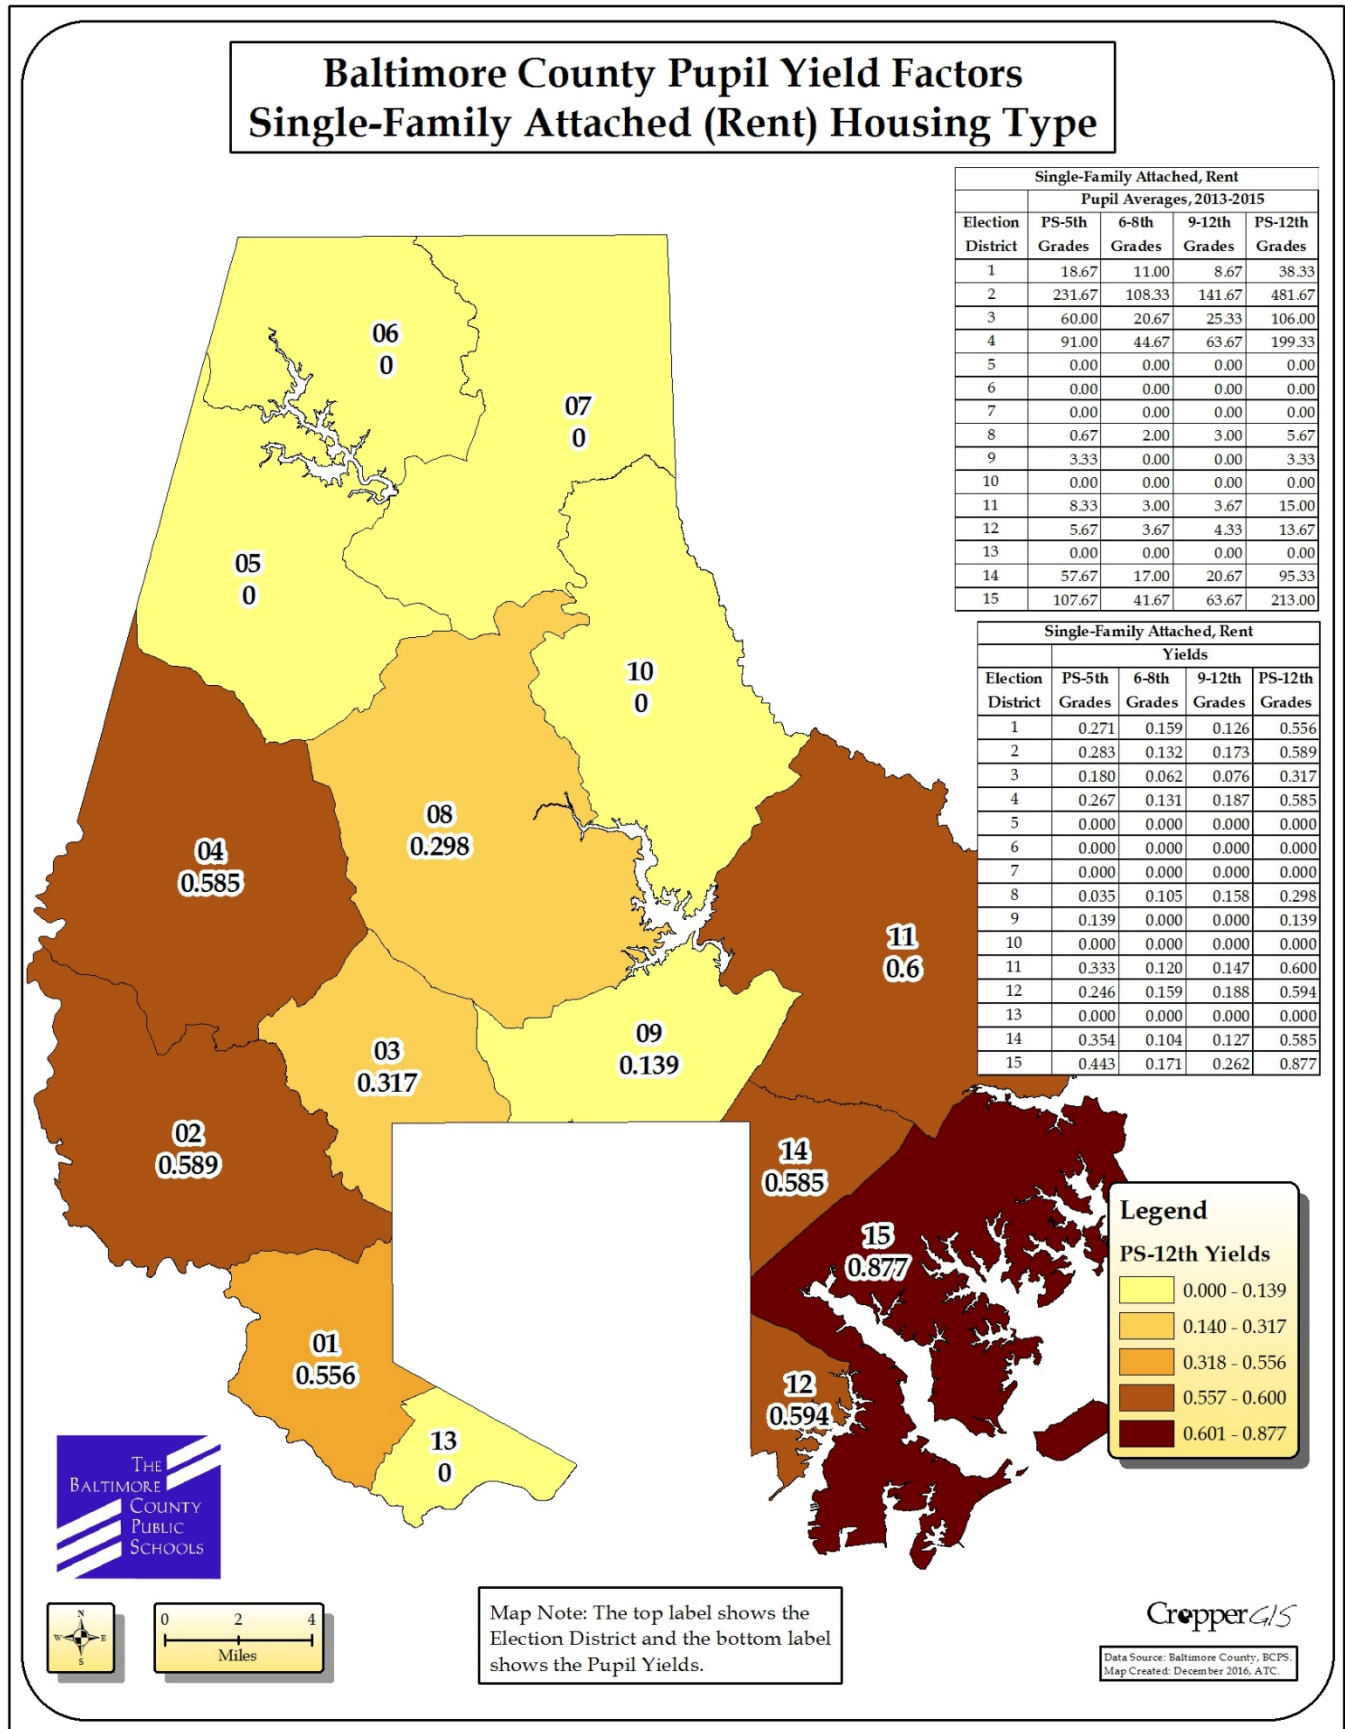 Baltimore County Pupil Yield Factors
Single-Family Attached (Rent) Housing Type
Single-Family Attached, Rent
Pupil Averages, 2013-2015
Election District PS-5th Grades 6-8th Grades 9-12th Grades PS-12th Grades
1 18.67 11.00 8.67 38.33
2 231.67 108.33 141.67 481.67
3 60.00 20.67 25.33 106.00
4 91.00 44.67 63.67 199.33
5 0.00 0.00 0.00 0.00
6 0.00 0.00 0.00 0.00
7 0.00 0.00 0.00 0.00
8 0.67 2.00 3.00 5.67
9 3.33 0.00 0.00 3.33
10 0.00 0.00 0.00 0.00
11 8.33 3.00 3.67 15.00
12 5.67 3.67 4.33 13.67
13 0.00 0.00 0.00 0.00
14 57.67 17.00 20.67 95.33
15 107.67 41.67 63.67 213.00
Single-Family Attached, Rent
Yields
Election District PS-5th Grades 6-8th Grades 9-12th Grades PS-12th Grades
1 0.271 0.159 0.126 0.556
2 0.283 0.132 0.173 0.589
3 0.180 0.062 0.076 0.317
4 0.267 0.131 0.187 0.585
5 0.000 0.000 0.000 0.000
6 0.000 0.000 0.000 0.000
7 0.000 0.000 0.000 0.000
8 0.035 0.105 0.158 0.298
9 0.139 0.000 0.000 0.139
10 0.000 0.000 0.000 0.000
11 0.333 0.120 0.147 0.600
12 0.246 0.159 0.188 0.594
13 0.000 0.000 0.000 0.000
14 0.354 0.104 0.127 0.585
15 0.443 0.171 0.262 0.877
06
0
07
0
05
0
10
0
08
0.298
04
0.585
11
0.6
03
0.317
09
0.139
02
0.589
14
0.585
15
0.877
01
0.556
12
0.594
13
0
Legend
PS-12th Yields
0.000 - 0.139
0.140 - 0.317
0.318 - 0.556
0.557 - 0.600
0.601 - 0.877
THE
BALTIMORE
COUNTY
PUBLIC
SCHOOLS
N
W E
S
0 2 4
Miles
Map Note: The top label shows the
Election District and the bottom label
shows the Pupil Yields.
Cropper GIS
Data Source: Baltimore County, BCPS.
Map Created: December 2016, ATC.